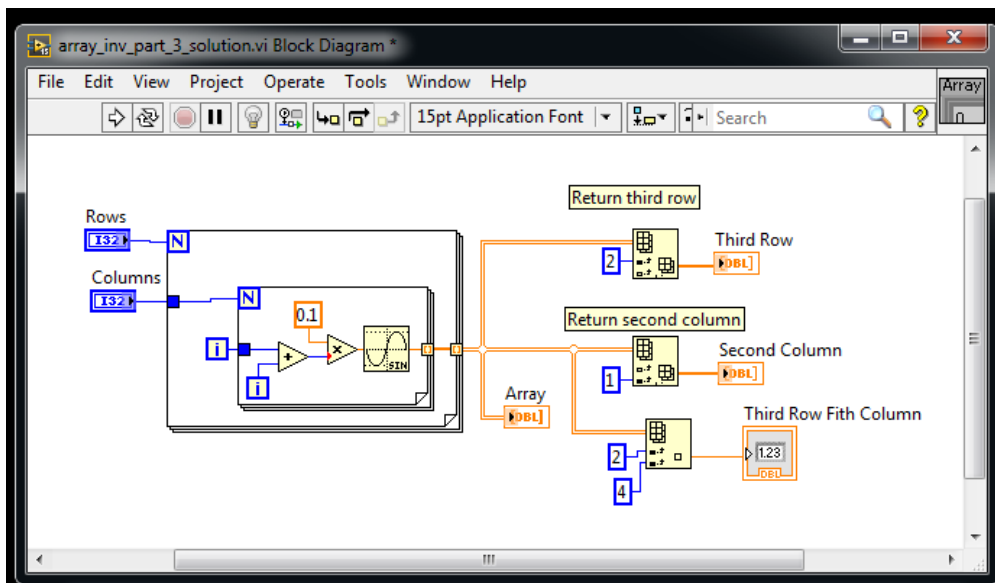 array_inv_part_3_solution.vi Block Diagram *
File Edit View Project Operate Tools Window Help
Array
15pt Application Font
Search
Return third row
Rows
I32
N
Third Row
2
DBL]
Columns
I32
N
0.1
Return second column
i
+
x
SIN
Second Column
i
1
DBL]
Array
DBL]
Third Row Fith Column
2
1.23
DBL
4